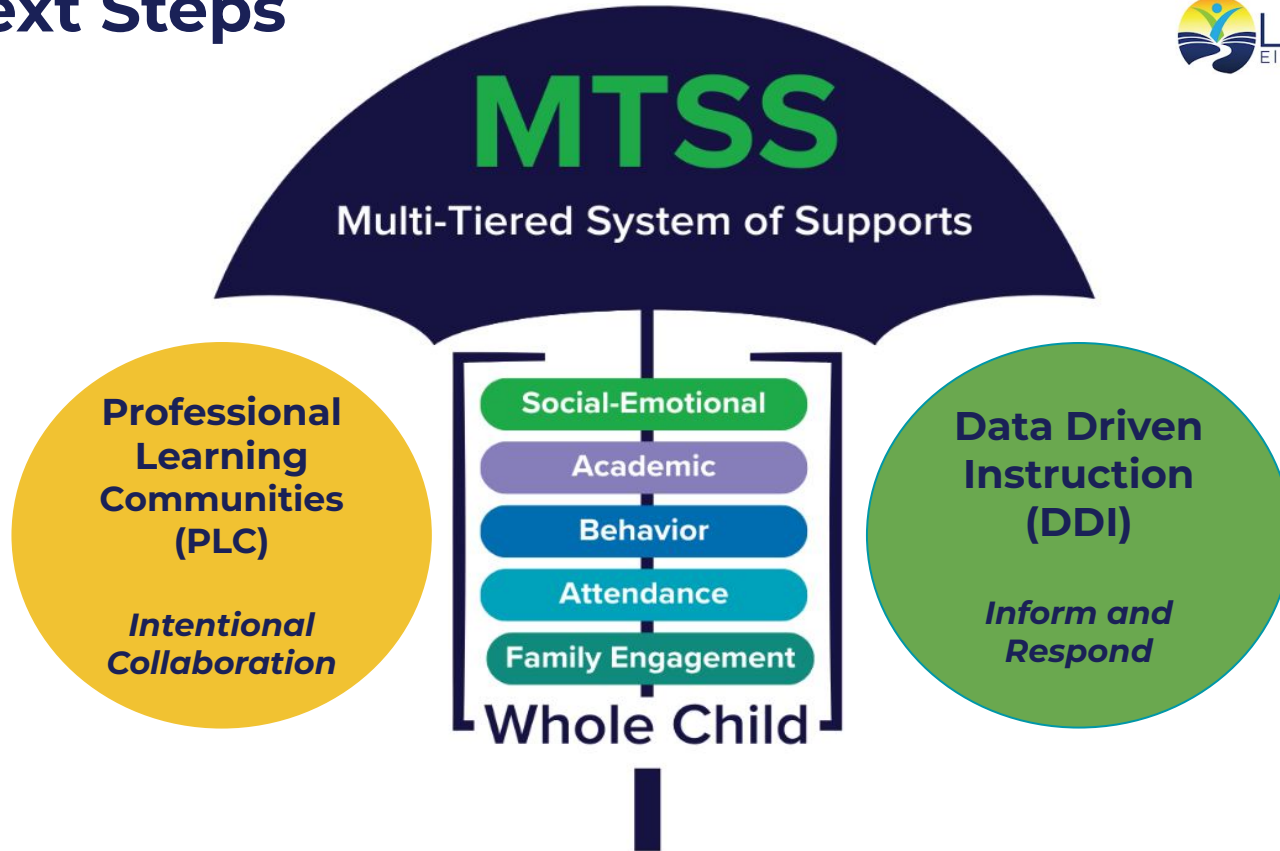 ext Steps
L
EI
MTSS
Multi-Tiered System of Supports
Professional
Learning
Communities
(PLC)
Intentional
Collaboration
Social-Emotional
Academic
Behavior
Attendance
Family Engagement
Whole Child
Data Driven
Instruction
(DDI)
Inform and
Respond